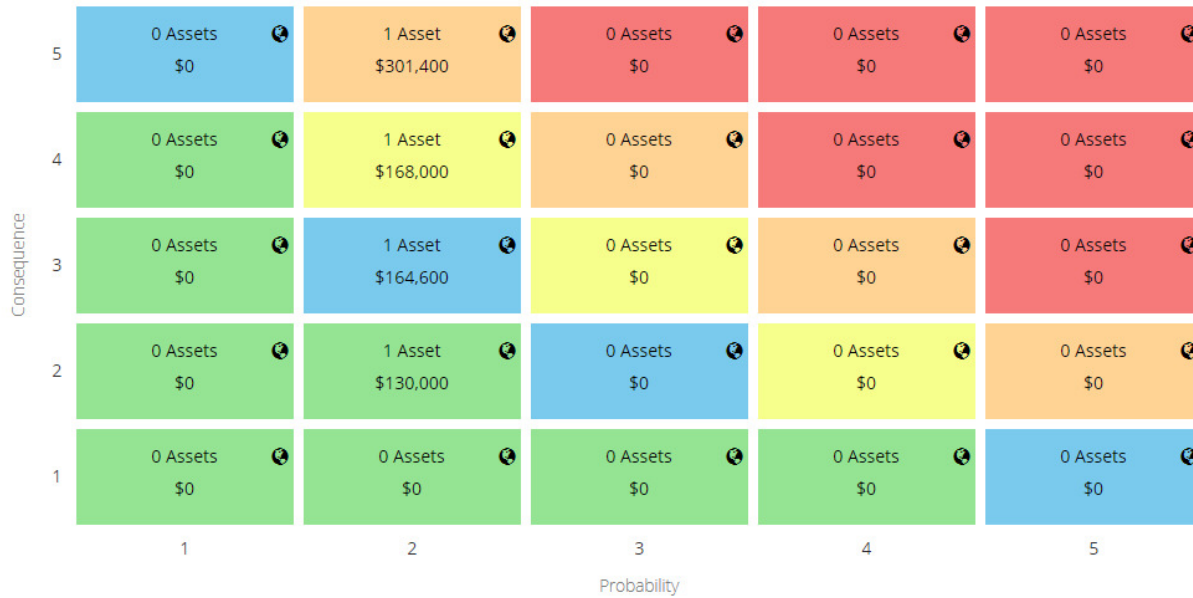 5
0 Assets
$0
1 Asset
$301,400
0 Assets
$0
0 Assets
$0
0 Assets
$0
4
0 Assets
$0
1 Asset
$168,000
0 Assets
$0
0 Assets
$0
0 Assets
$0
Consequence
3
0 Assets
$0
1 Asset
$164,600
0 Assets
$0
0 Assets
$0
0 Assets
$0
2
0 Assets
$0
1 Asset
$130,000
0 Assets
$0
0 Assets
$0
0 Assets
$0
1
0 Assets
$0
0 Assets
$0
0 Assets
$0
0 Assets
$0
0 Assets
$0
1
2
3
4
5
Probability